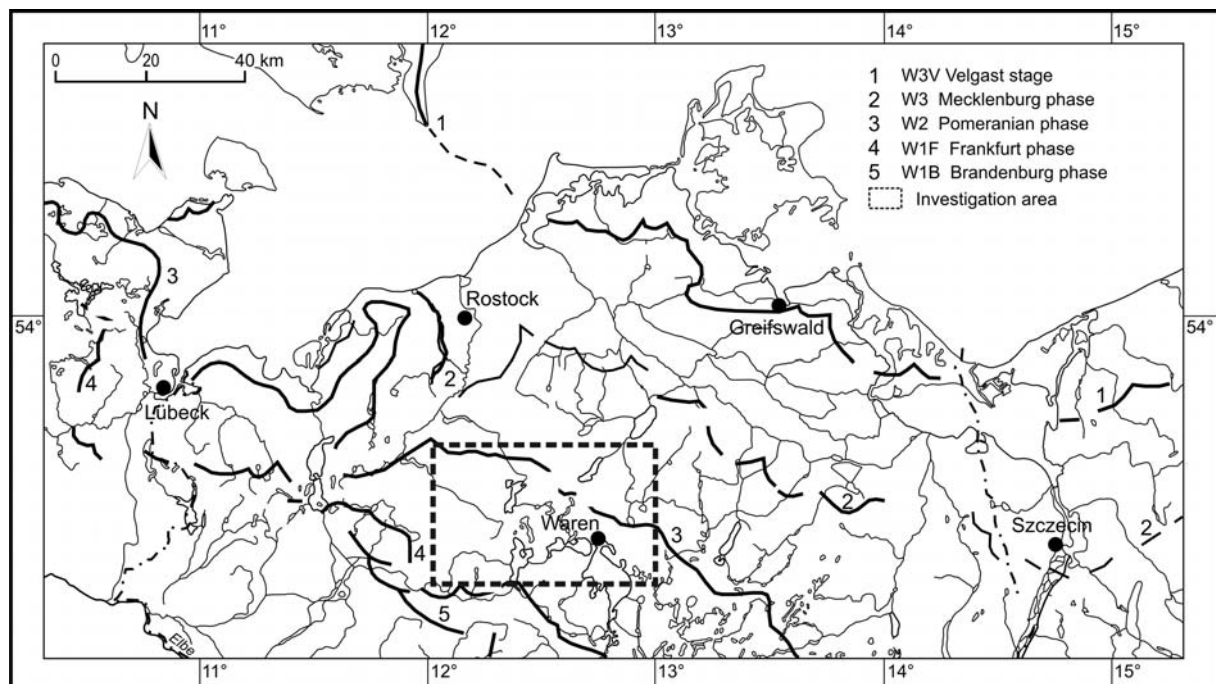 11° 12° 13° 14° 15°
0 20 40 km
N
1 W3V Velgast stage
2 W3 Mecklenburg phase
3 W2 Pomeranian phase
4 W1F Frankfurt phase
5 W1B Brandenburg phase
Investigation area
1
3
54°
Rostock
Greifswald
54°
4
2
Lübeck
1
2
Waren
3
Szczecin
2
4
5
Elbe
11° 12° 13° 14° 15°